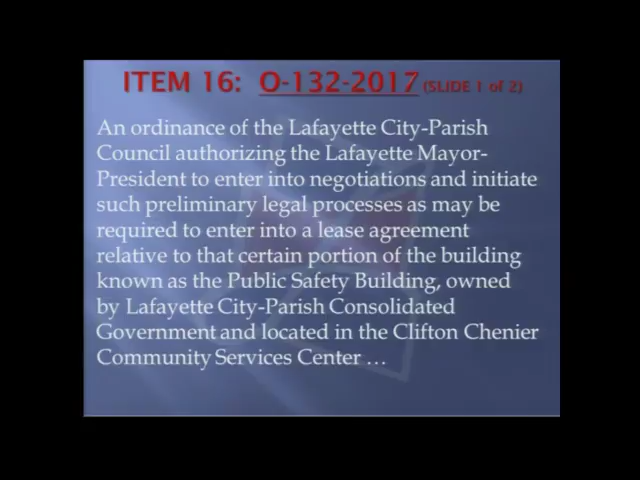 ITEM 16: O-132-2017 (SLIDE 1 of 2)
An ordinance of the Lafayette City-Parish
Council authorizing the Lafayette Mayor-
President to enter into negotiations and initiate
such preliminary legal processes as may be
required to enter into a lease agreement
relative to that certain portion of the building
known as the Public Safety Building, owned
by Lafayette City-Parish Consolidated
Government and located in the Clifton Chenier
Community Services Center …